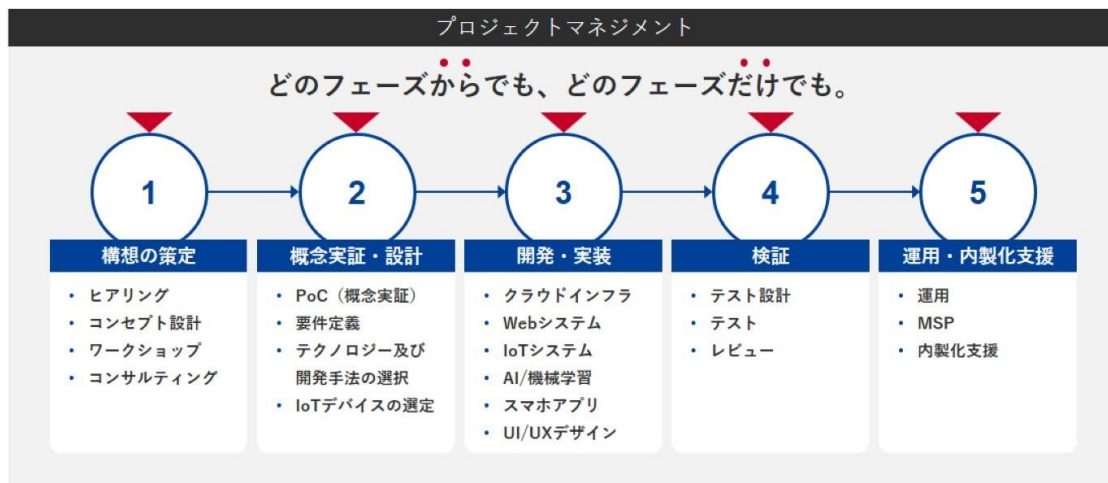 プロジェクトマネジメント
どのフェーズからでも、どのフェーズだけでも。
1
構想の策定
• ヒアリング
• コンセプト設計
• ワークショップ
• コンサルティング
2
概念実証・設計
• PoC（概念実証）
• 要件定義
• テクノロジー及び
開発手法の選択
• IoTデバイスの選定
3
開発・実装
• クラウドインフラ
• Webシステム
• IoTシステム
• AI/機械学習
• スマホアプリ
• UI/UXデザイン
4
検証
• テスト設計
• テスト
• レビュー
5
運用・内製化支援
• 運用
• MSP
• 内製化支援